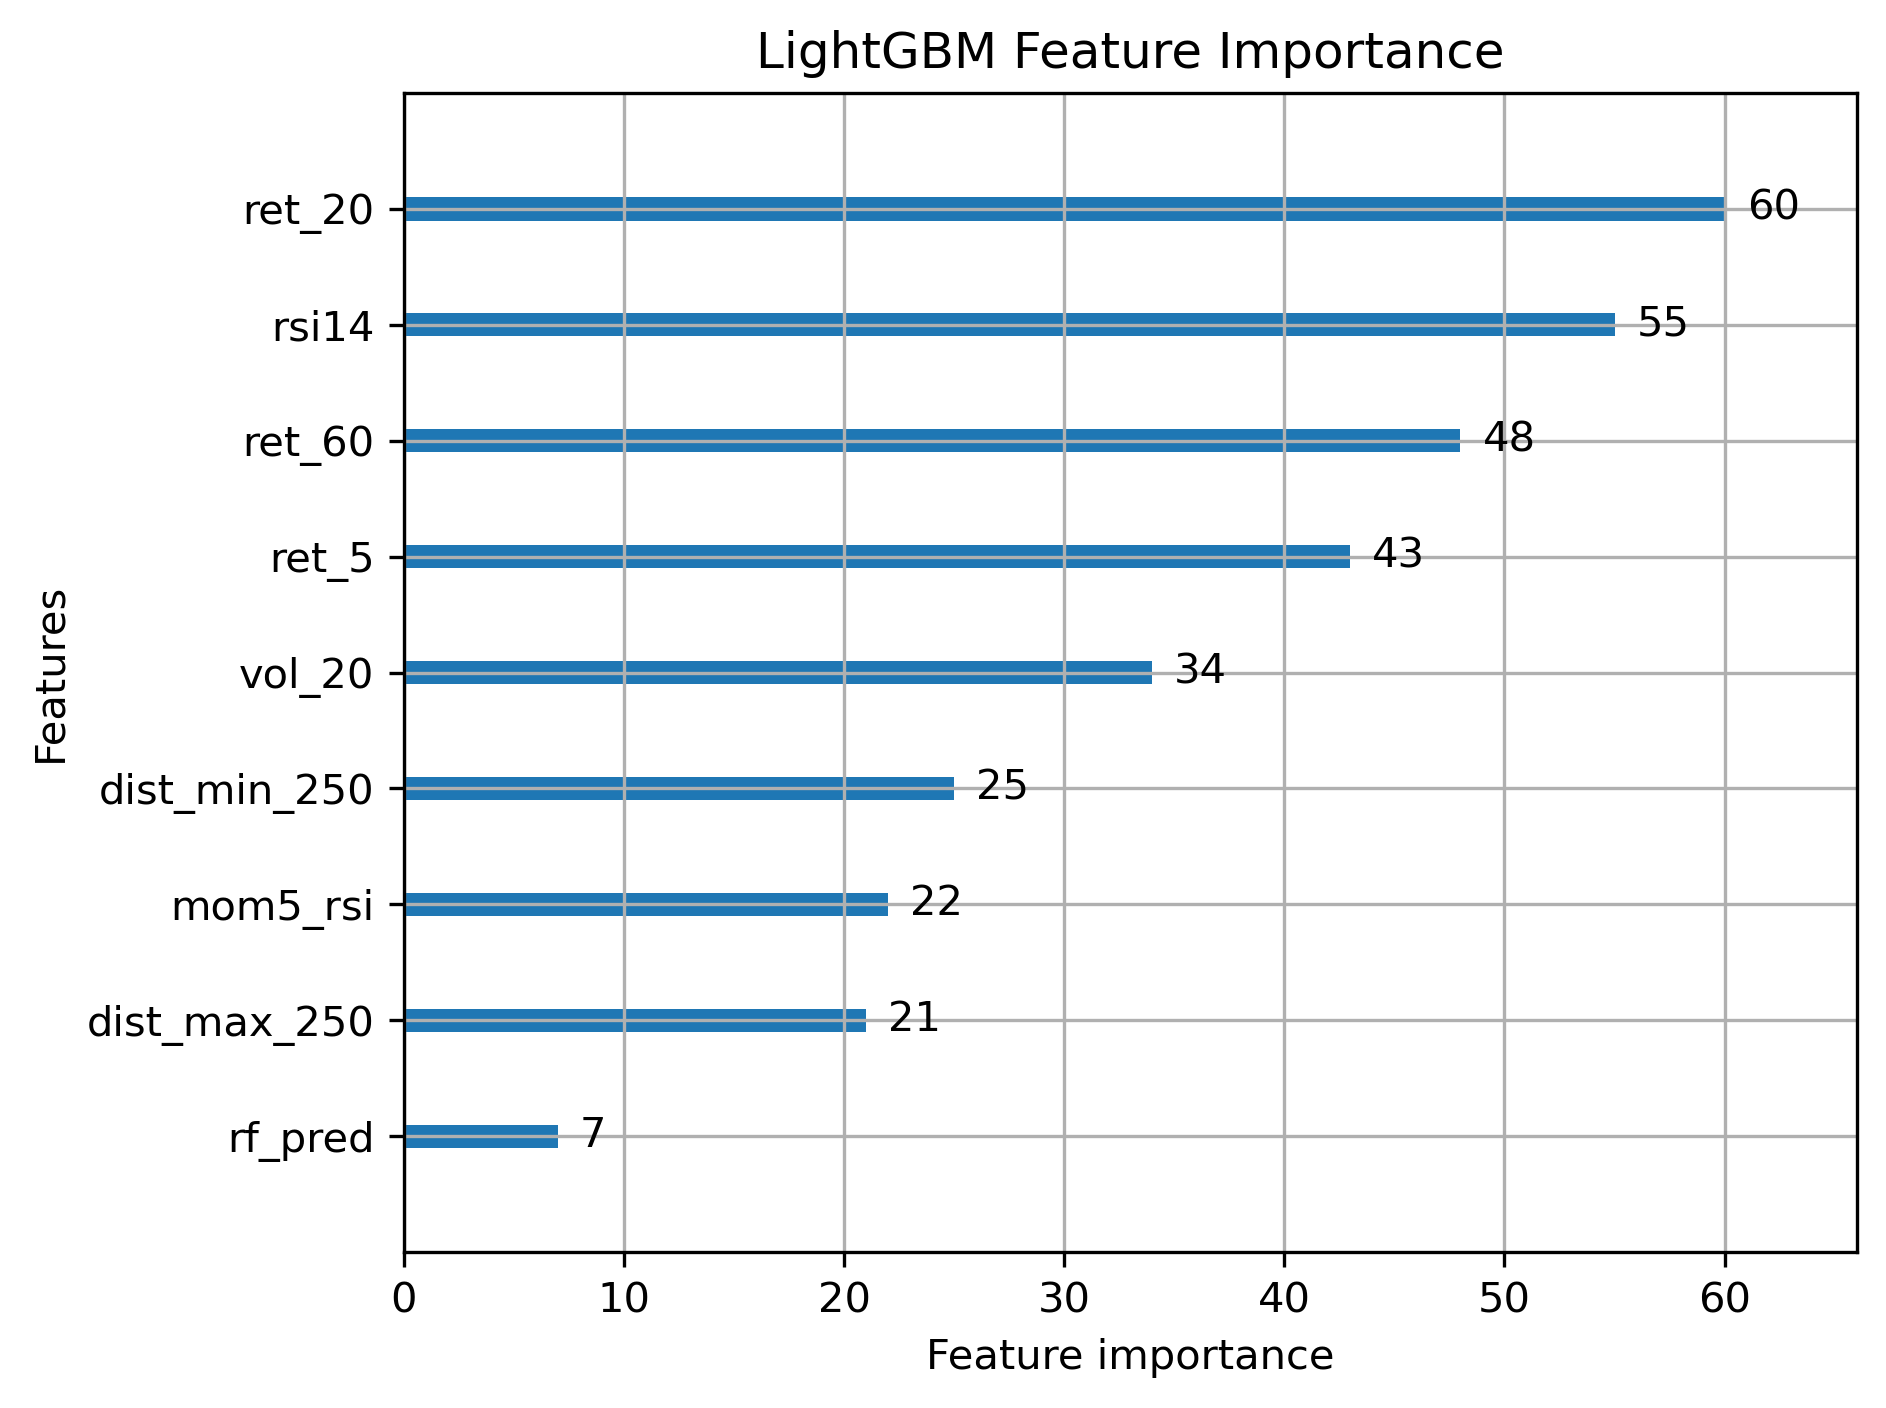 LightGBM Feature Importance
Features
ret_20 60
rsi14 55
ret_60 48
ret_5 43
vol_20 34
dist_min_250 25
mom5_rsi 22
dist_max_250 21
rf_pred 7
0 10 20 30 40 50 60
Feature importance